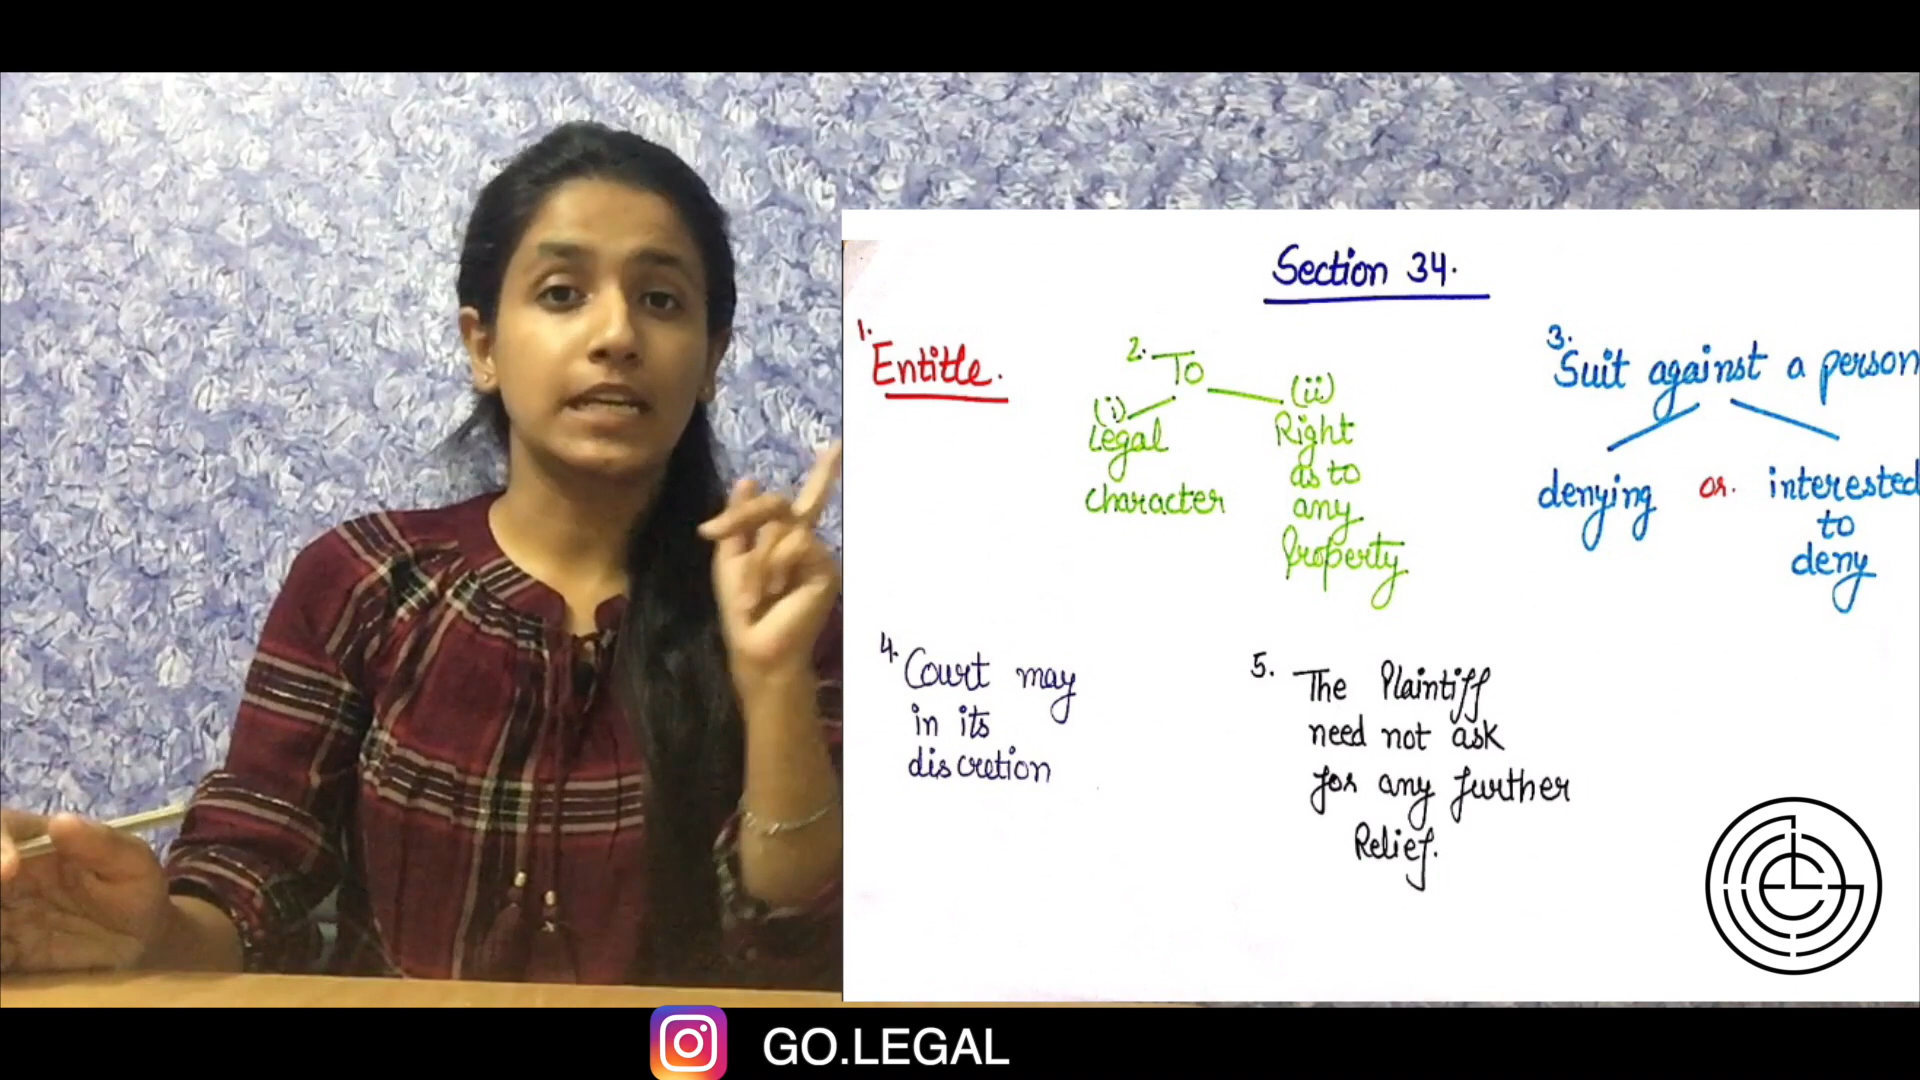 Section 34.
1.
Entitle.
2. To
(i)
Legal
character
(ii)
Right
as to
any
Property
3.
Suit against a person
denying or. interested
to
deny
4. Court may
in its
discretion
5. The Plaintiff
need not ask
for any further
Relief.
GO.LEGAL